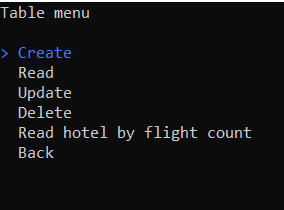 Table menu
> Create
Read
Update
Delete
Read hotel by flight count
Back